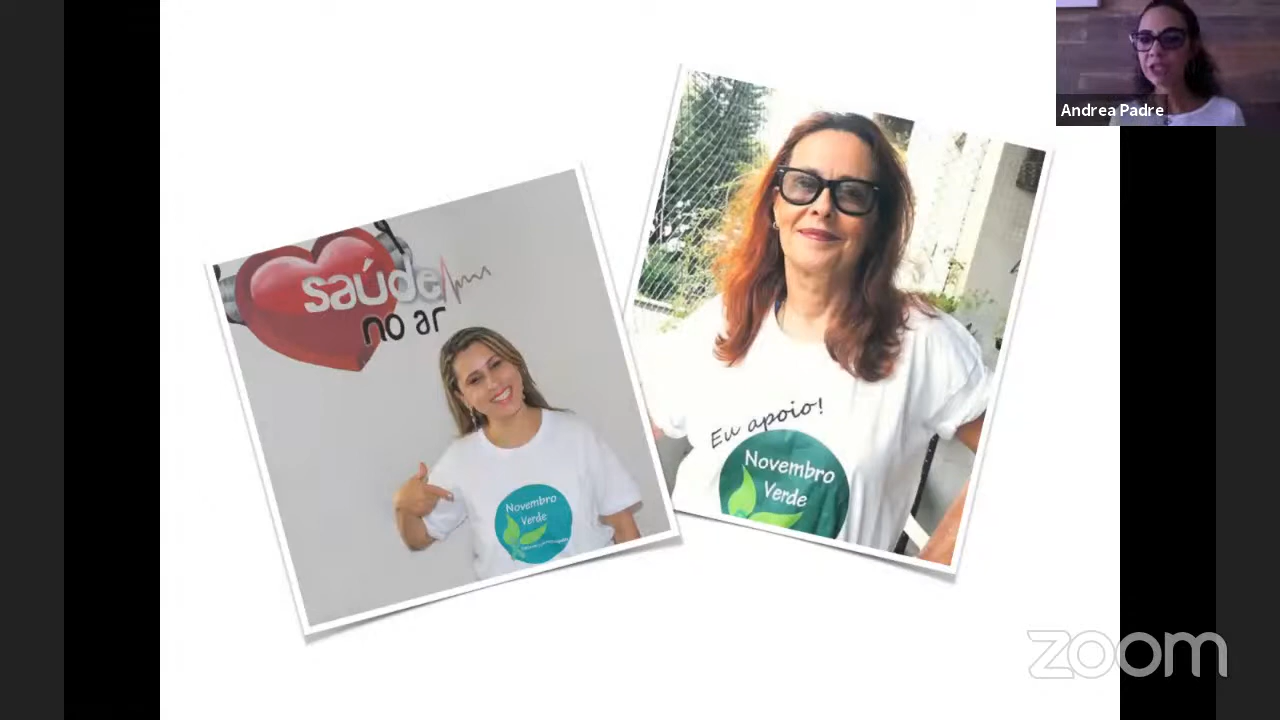 Andrea Padre
saúde
no ar
Eu apoio!
Novembro
Verde
Novembro
Verde
zoom